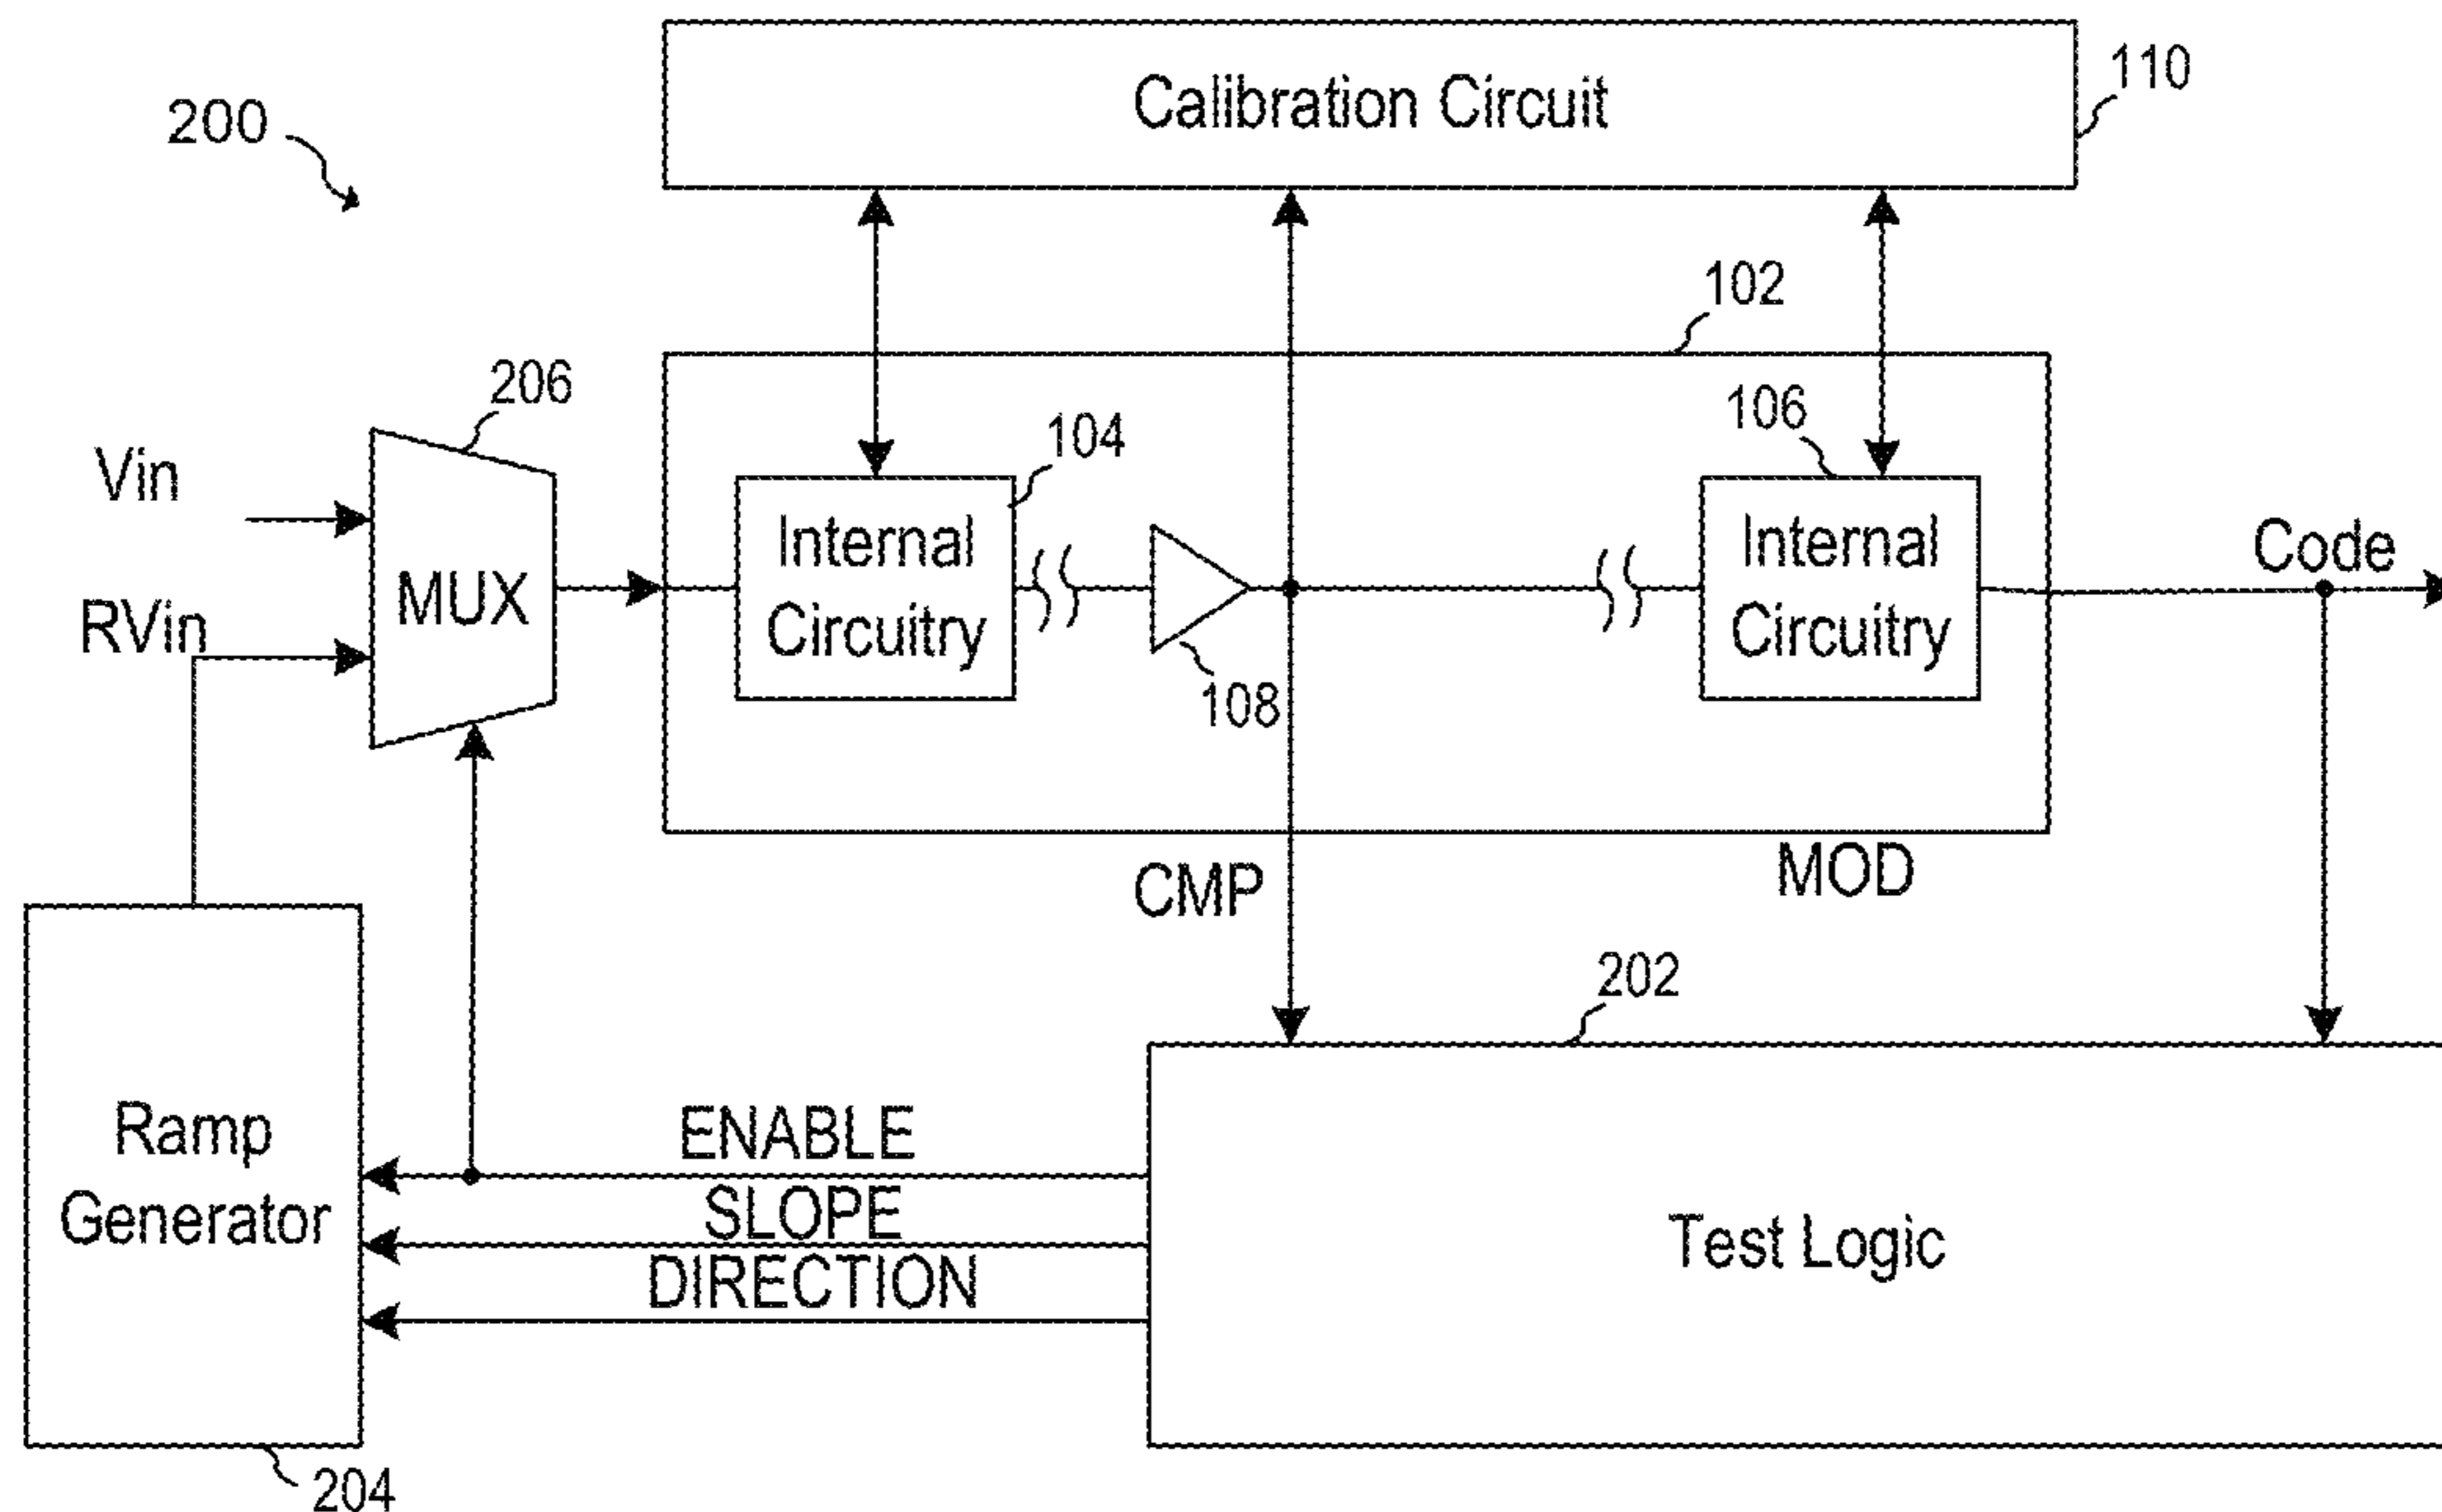 Calibration Circuit
110
200
102
206
104
106
Vin
RVin
MUX
Internal
Circuitry
108
Internal
Circuitry
Code
CMP
MOD
202
Ramp
Generator
204
ENABLE
SLOPE
DIRECTION
Test Logic